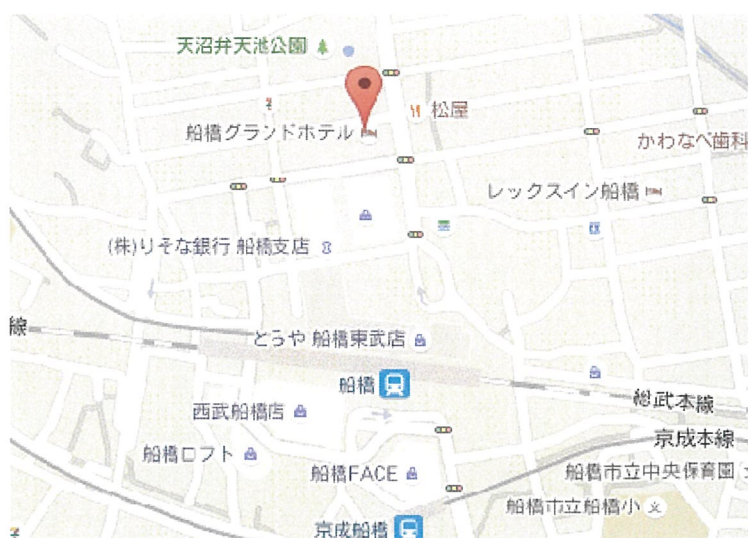 天沼弁天池公園
松屋
船橋グランドホテル
かわなべ歯科
レックスイン船橋
(株)りそな銀行 船橋支店
線
とらや 船橋東武店
船橋
総武本線
西武船橋店
京成本線
船橋ロフト
船橋FACE
船橋市立中央保育園
船橋市立船橋小
京成船橋